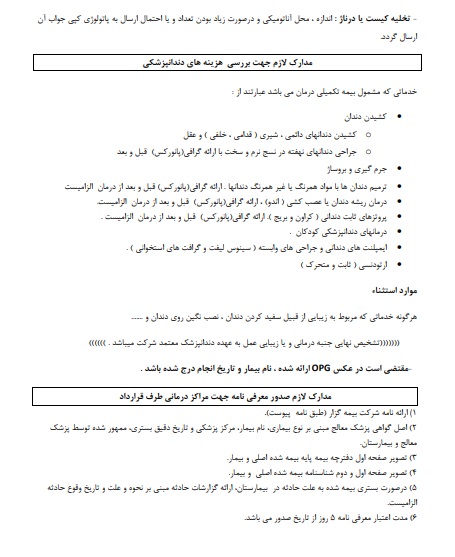 - تخلیه کیست یا درناژ : اندازه ، محل آناتومیکی و درصورت زیاد بودن تعداد و یا احتمال ارسال به پاتولوژی کپی جواب آن
ارسال گردد.
مدارک لازم جهت بررسی هزینه های دندانپزشکی
خدماتی که مشمول بیمه تکمیلی درمان می باشد عبارتند از :
• کشیدن دندان
○ کشیدن دندانهای دائمی ، شیری ( قدامی ، خلفی ) و عقل
○ جراحی دندانهای نهفته در نسج نرم و سخت با ارائه گرافی(پانورکس) قبل و بعد
• جرم گیری و بروساژ
• ترمیم دندان ها با مواد همرنگ یا غیر همرنگ دندانها . ارائه گرافی(پانورکس) قبل و بعد از درمان الزامیست
• درمان ریشه دندان یا عصب کشی ( اندو) ، ارائه گرافی(پانورکس) قبل و بعد از درمان الزامیست.
• پروتزهای ثابت دندانی ( کراون و بریج ). ارائه گرافی(پانورکس) قبل و بعد از درمان الزامیست .
• درمانهای دندانپزشکی کودکان .
• ایمپلنت های دندانی و جراحی های وابسته ( سینوس لیفت و گرافت های استخوانی ) .
• ارتودنسی ( ثابت و متحرک )
موارد استثناء
هرگونه خدماتی که مربوط به زیبایی از قبیل سفید کردن دندان ، نصب نگین روی دندان و ----
((((((((تشخیص نهایی جنبه درمانی و یا زیبایی عمل به عهده دندانپزشک معتمد شرکت میباشد . ))))))
-مقتضی است در عکس OPG ارائه شده ، نام بیمار و تاریخ انجام درج شده باشد .
مدارک لازم صدور معرفی نامه جهت مراکز درمانی طرف قرارداد
۱) ارائه نامه شرکت بیمه گزار (طبق نامه پیوست).
۲) اصل گواهی پزشک معالج مبنی بر نوع بیماری، نام بیمار، مرکز پزشکی و تاریخ دقیق بستری، ممهور شده توسط پزشک
معالج و بیمارستان.
۳) تصویر صفحه اول دفترچه بیمه پایه بیمه شده اصلی و بیمار.
۴) تصویر صفحه اول و دوم شناسنامه بیمه شده اصلی و بیمار.
۵) درصورت بستری بیمه شده به علت حادثه در بیمارستان، ارائه گزارشات حادثه مبنی بر نحوه و علت و تاریخ وقوع حادثه
الزامیست.
۶) مدت اعتبار معرفی نامه ۵ روز از تاریخ صدور می باشد.